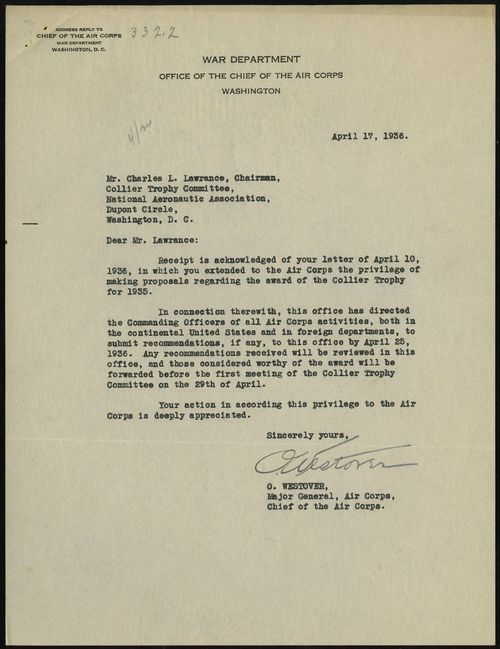 ADDRESS REPLY TO
CHIEF OF THE AIR CORPS
WAR DEPARTMENT
WASHINGTON, D. C.
3322
WAR DEPARTMENT
OFFICE OF THE CHIEF OF THE AIR CORPS
WASHINGTON
April 17, 1936.
Mr. Charles L. Lawrance, Chairman,
Collier Trophy Committee,
National Aeronautic Association,
Dupont Circle,
Washington, D. C.
Dear Mr. Lawrance:
Receipt is acknowledged of your letter of April 10,
1936, in which you extended to the Air Corps the privilege of
making proposals regarding the award of the Collier Trophy
for 1935.
In connection therewith, this office has directed
the Commanding Officers of all Air Corps activities, both in
the continental United States and in foreign departments, to
submit recommendations, if any, to this office by April 25,
1936. Any recommendations received will be reviewed in this
office, and those considered worthy of the award will be
forwarded before the first meeting of the Collier Trophy
Committee on the 29th of April.
Your action in according this privilege to the Air
Corps is deeply appreciated.
Sincerely yours,
O. Westover
O. WESTOVER,
Major General, Air Corps,
Chief of the Air Corps.